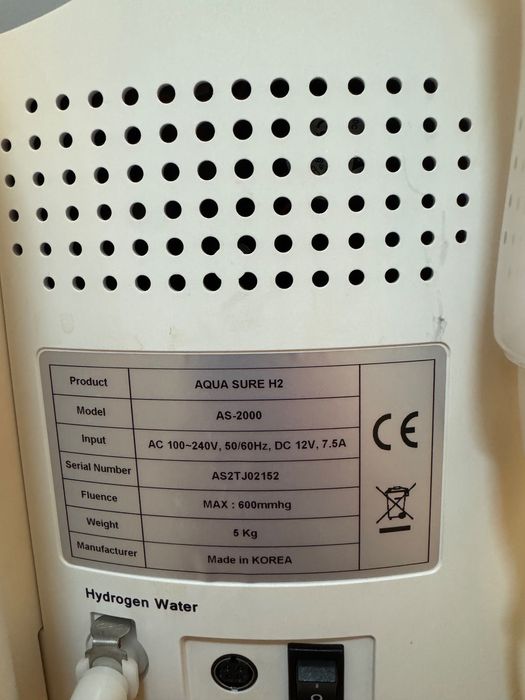 Product AQUA SURE H2
Model AS-2000
Input AC 100~240V, 50/60Hz, DC 12V, 7.5A
Serial Number AS2TJ02152
Fluence MAX : 600mmhg
Weight 5 Kg
Manufacturer Made in KOREA
CE
Hydrogen Water
O